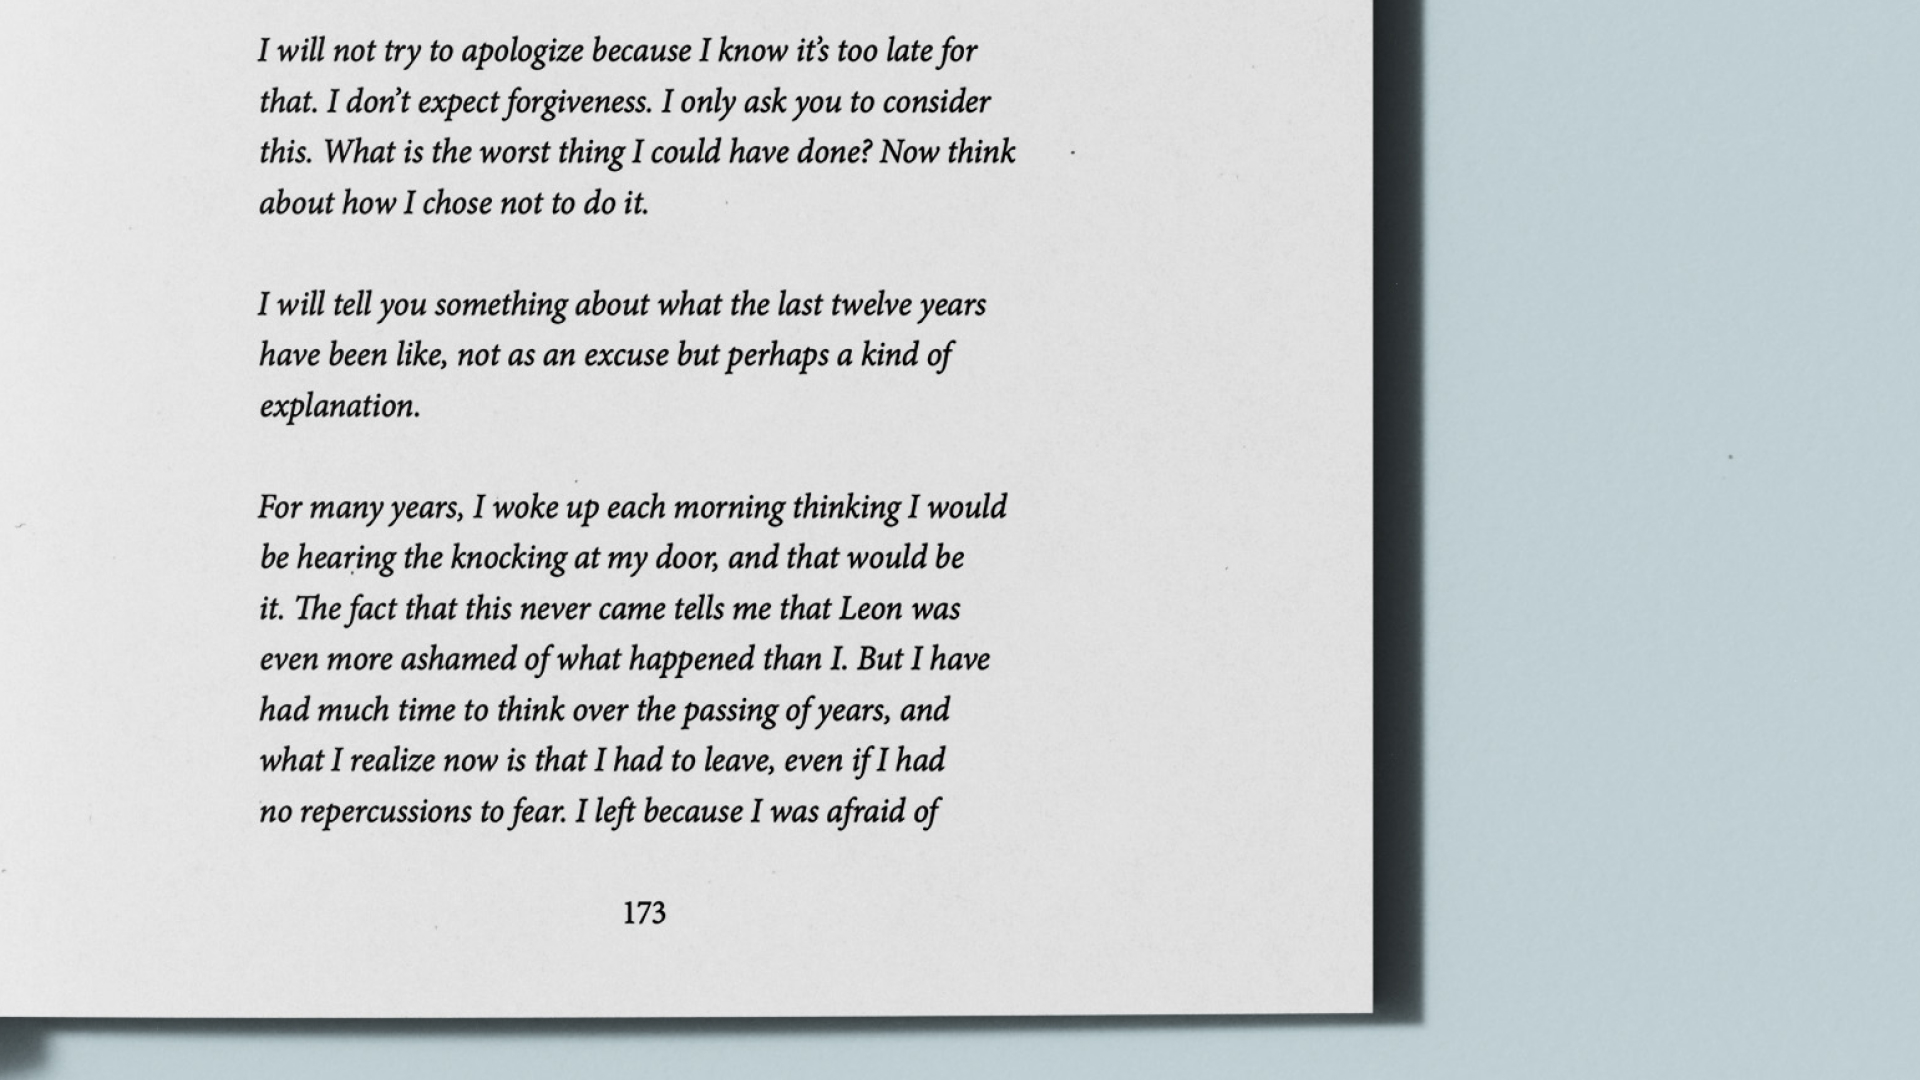 I will not try to apologize because I know it’s too late for
that. I don’t expect forgiveness. I only ask you to consider
this. What is the worst thing I could have done? Now think
about how I chose not to do it.
I will tell you something about what the last twelve years
have been like, not as an excuse but perhaps a kind of
explanation.
For many years, I woke up each morning thinking I would
be hearing the knocking at my door, and that would be
it. The fact that this never came tells me that Leon was
even more ashamed of what happened than I. But I have
had much time to think over the passing of years, and
what I realize now is that I had to leave, even if I had
no repercussions to fear. I left because I was afraid of
173